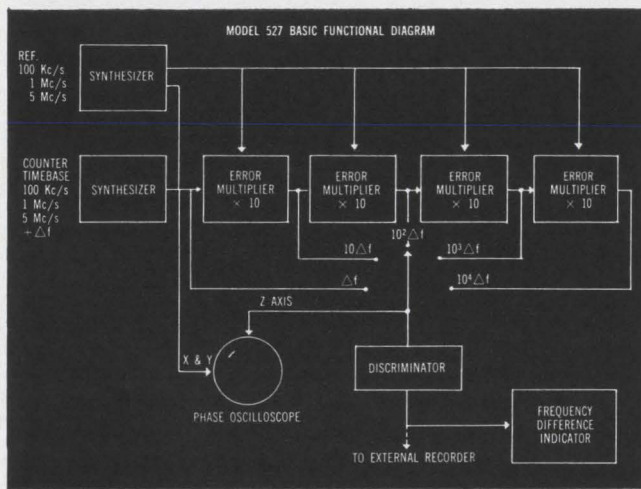 MODEL 527 BASIC FUNCTIONAL DIAGRAM
REF.
100 Kc/s
1 Mc/s
5 Mc/s
SYNTHESIZER
COUNTER
TIMEBASE
100 Kc/s
1 Mc/s
5 Mc/s
+ △f
SYNTHESIZER
ERROR
MULTIPLIER
× 10
ERROR
MULTIPLIER
× 10
ERROR
MULTIPLIER
× 10
ERROR
MULTIPLIER
× 10
10△f
10²△f
10³△f
△f
10⁴△f
Z AXIS
X & Y
PHASE OSCILLOSCOPE
DISCRIMINATOR
FREQUENCY
DIFFERENCE
INDICATOR
TO EXTERNAL RECORDER